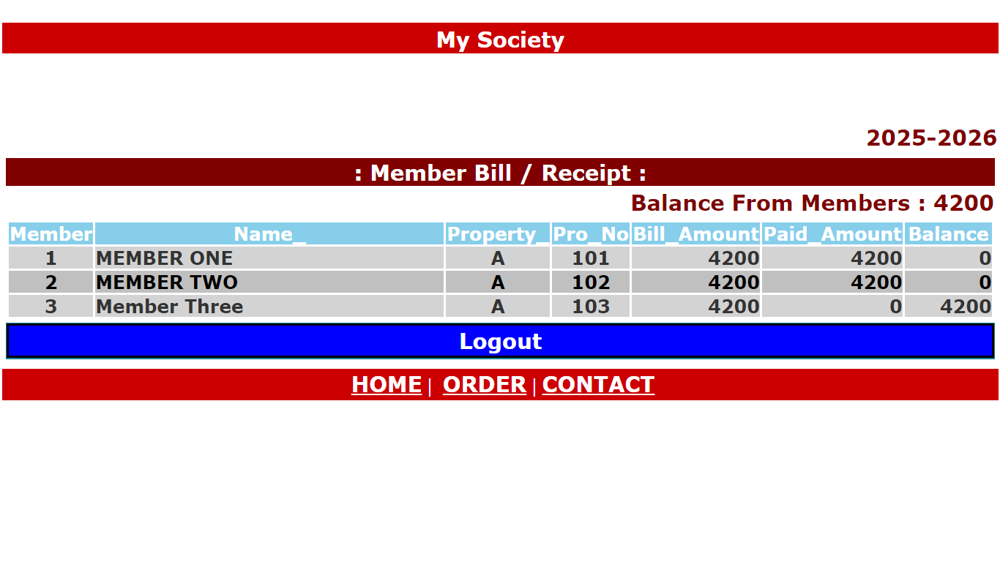 My Society
2025-2026
: Member Bill / Receipt :
Balance From Members : 4200
Member Name_ Property_ Pro_No Bill_Amount Paid_Amount Balance
1 MEMBER ONE A 101 4200 4200 0
2 MEMBER TWO A 102 4200 4200 0
3 Member Three A 103 4200 0 4200
Logout
HOME | ORDER | CONTACT